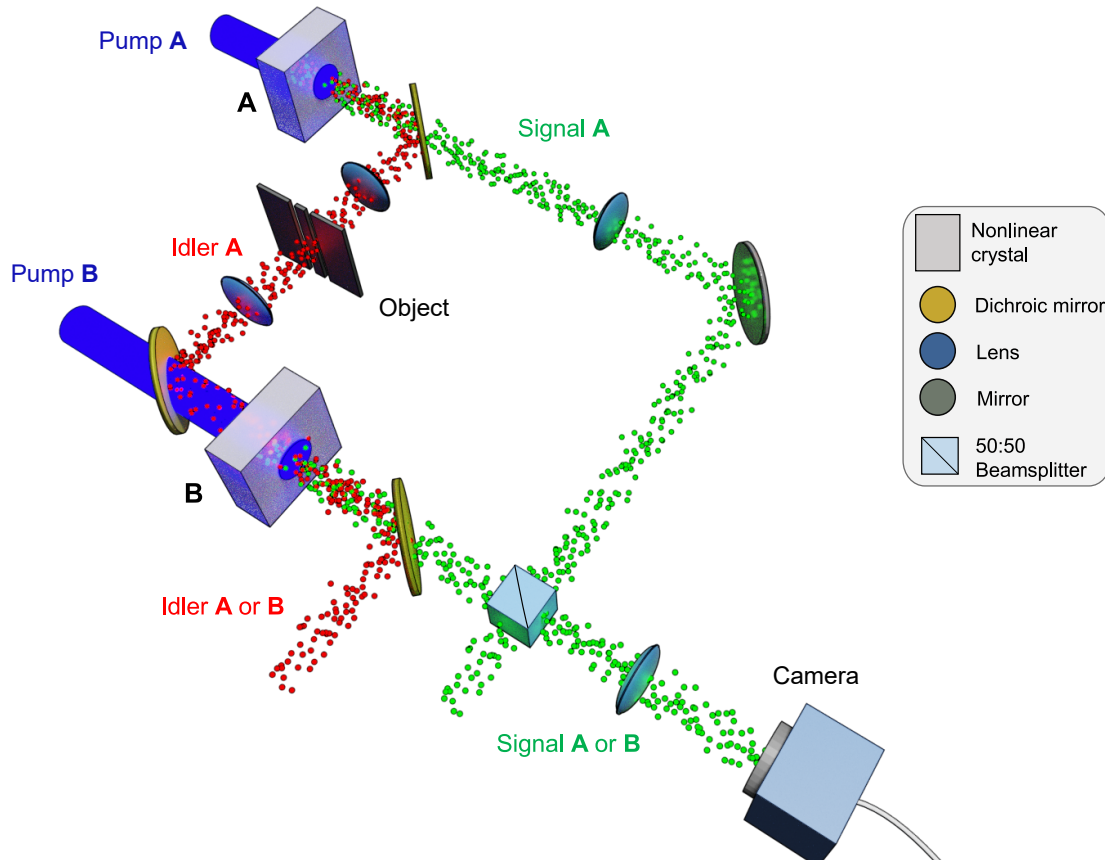 Pump A
A
Signal A
Idler A
Pump B
Object
B
Idler A or B
Signal A or B
Camera
Nonlinear
crystal
Dichroic mirror
Lens
Mirror
50:50
Beamsplitter